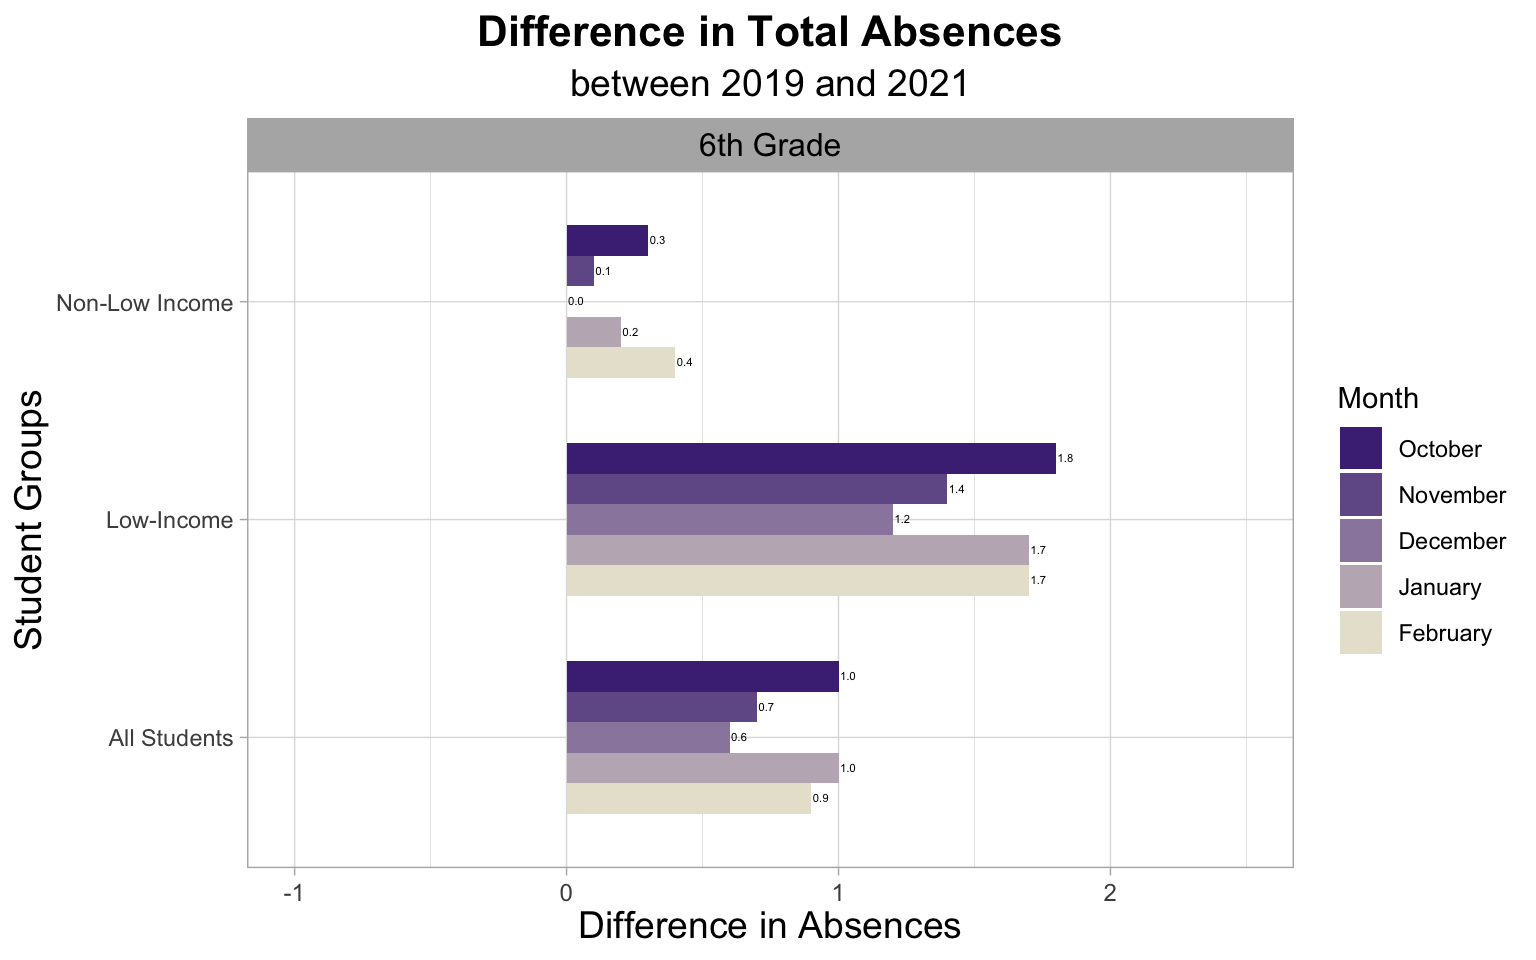 Difference in Total Absences
between 2019 and 2021
6th Grade
Student Groups
Non-Low Income
0.3
0.1
0.0
0.2
0.4
Low-Income
1.8
1.4
1.2
1.7
1.7
All Students
1.0
0.7
0.6
1.0
0.9
-1 0 1 2
Difference in Absences
Month
October
November
December
January
February